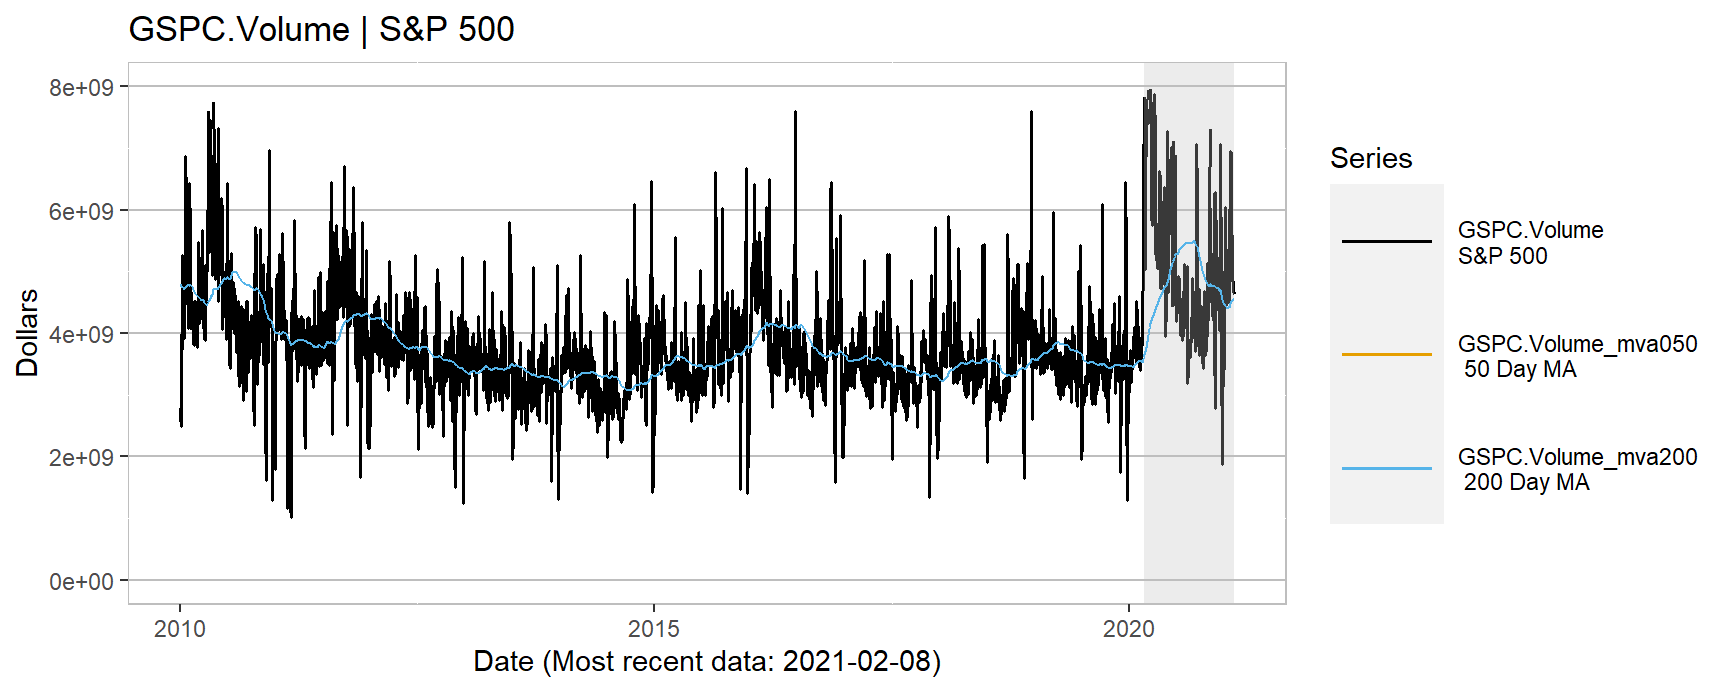 GSPC.Volume | S&P 500
8e+09
6e+09
4e+09
2e+09
0e+00
Dollars
2010
2015
2020
Date (Most recent data: 2021-02-08)
Series
GSPC.Volume
S&P 500
GSPC.Volume_mva050
50 Day MA
GSPC.Volume_mva200
200 Day MA